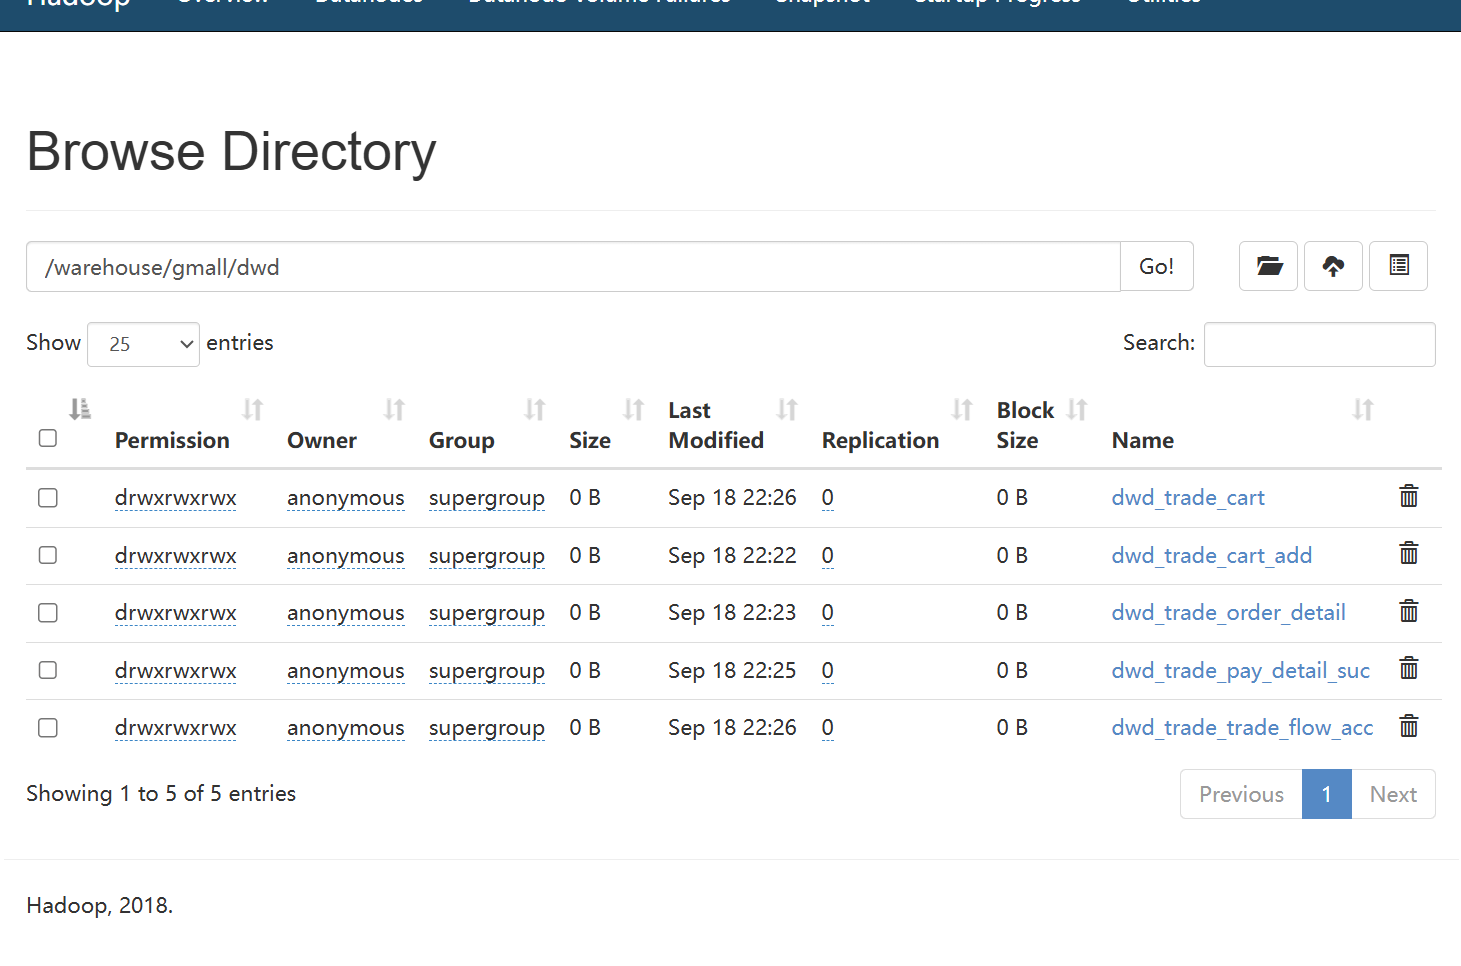 Hadoop Overview Datanodes Datanode Volume Failures Snapshot Startup Progress Utilities
Browse Directory
/warehouse/gmall/dwd Go!
Show 25 entries Search:
Permission Owner Group Size Last Modified Replication Block Size Name
drwxrwxrwx anonymous supergroup 0 B Sep 18 22:26 0 0 B dwd_trade_cart
drwxrwxrwx anonymous supergroup 0 B Sep 18 22:22 0 0 B dwd_trade_cart_add
drwxrwxrwx anonymous supergroup 0 B Sep 18 22:23 0 0 B dwd_trade_order_detail
drwxrwxrwx anonymous supergroup 0 B Sep 18 22:25 0 0 B dwd_trade_pay_detail_suc
drwxrwxrwx anonymous supergroup 0 B Sep 18 22:26 0 0 B dwd_trade_trade_flow_acc
Showing 1 to 5 of 5 entries Previous 1 Next
Hadoop, 2018.